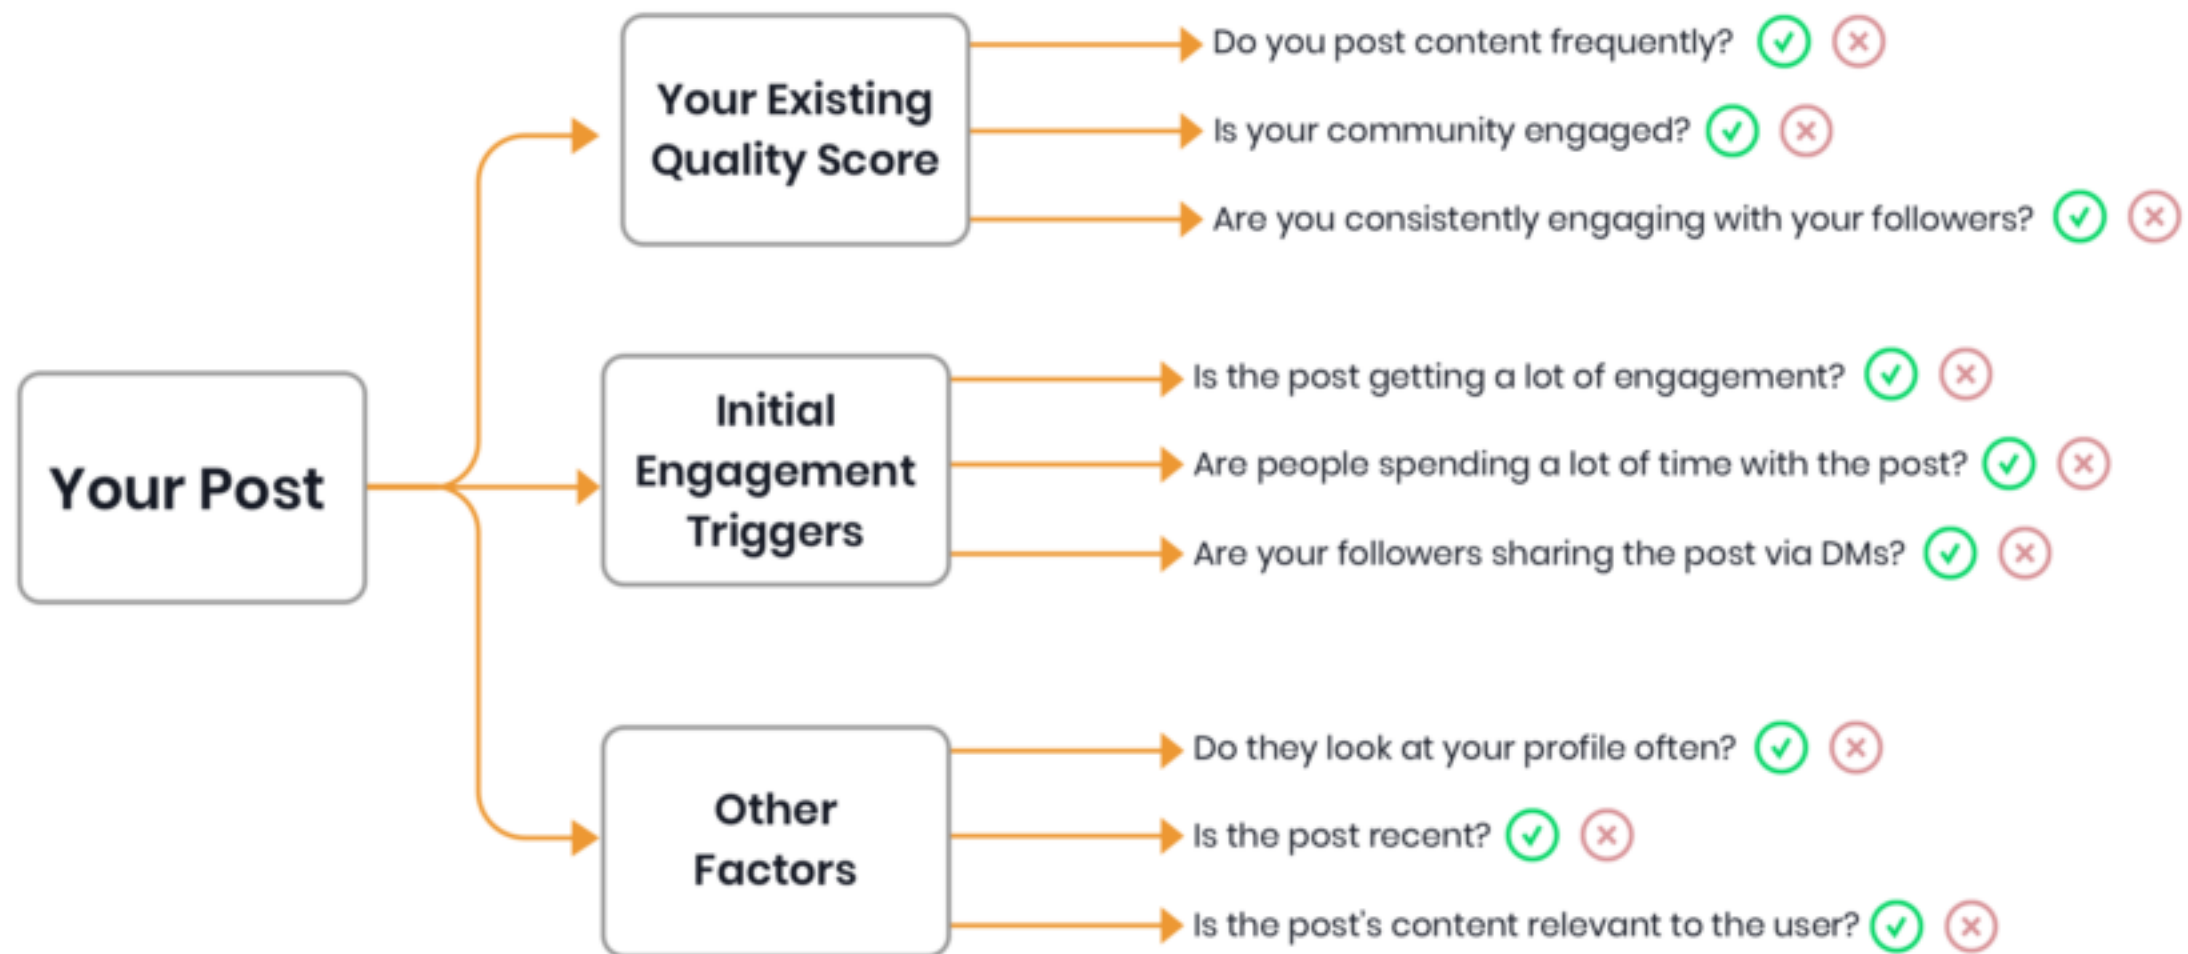 Your Post
Your Existing
Quality Score
Do you post content frequently?
Is your community engaged?
Are you consistently engaging with your followers?
Initial
Engagement
Triggers
Is the post getting a lot of engagement?
Are people spending a lot of time with the post?
Are your followers sharing the post via DMs?
Other
Factors
Do they look at your profile often?
Is the post recent?
Is the post's content relevant to the user?